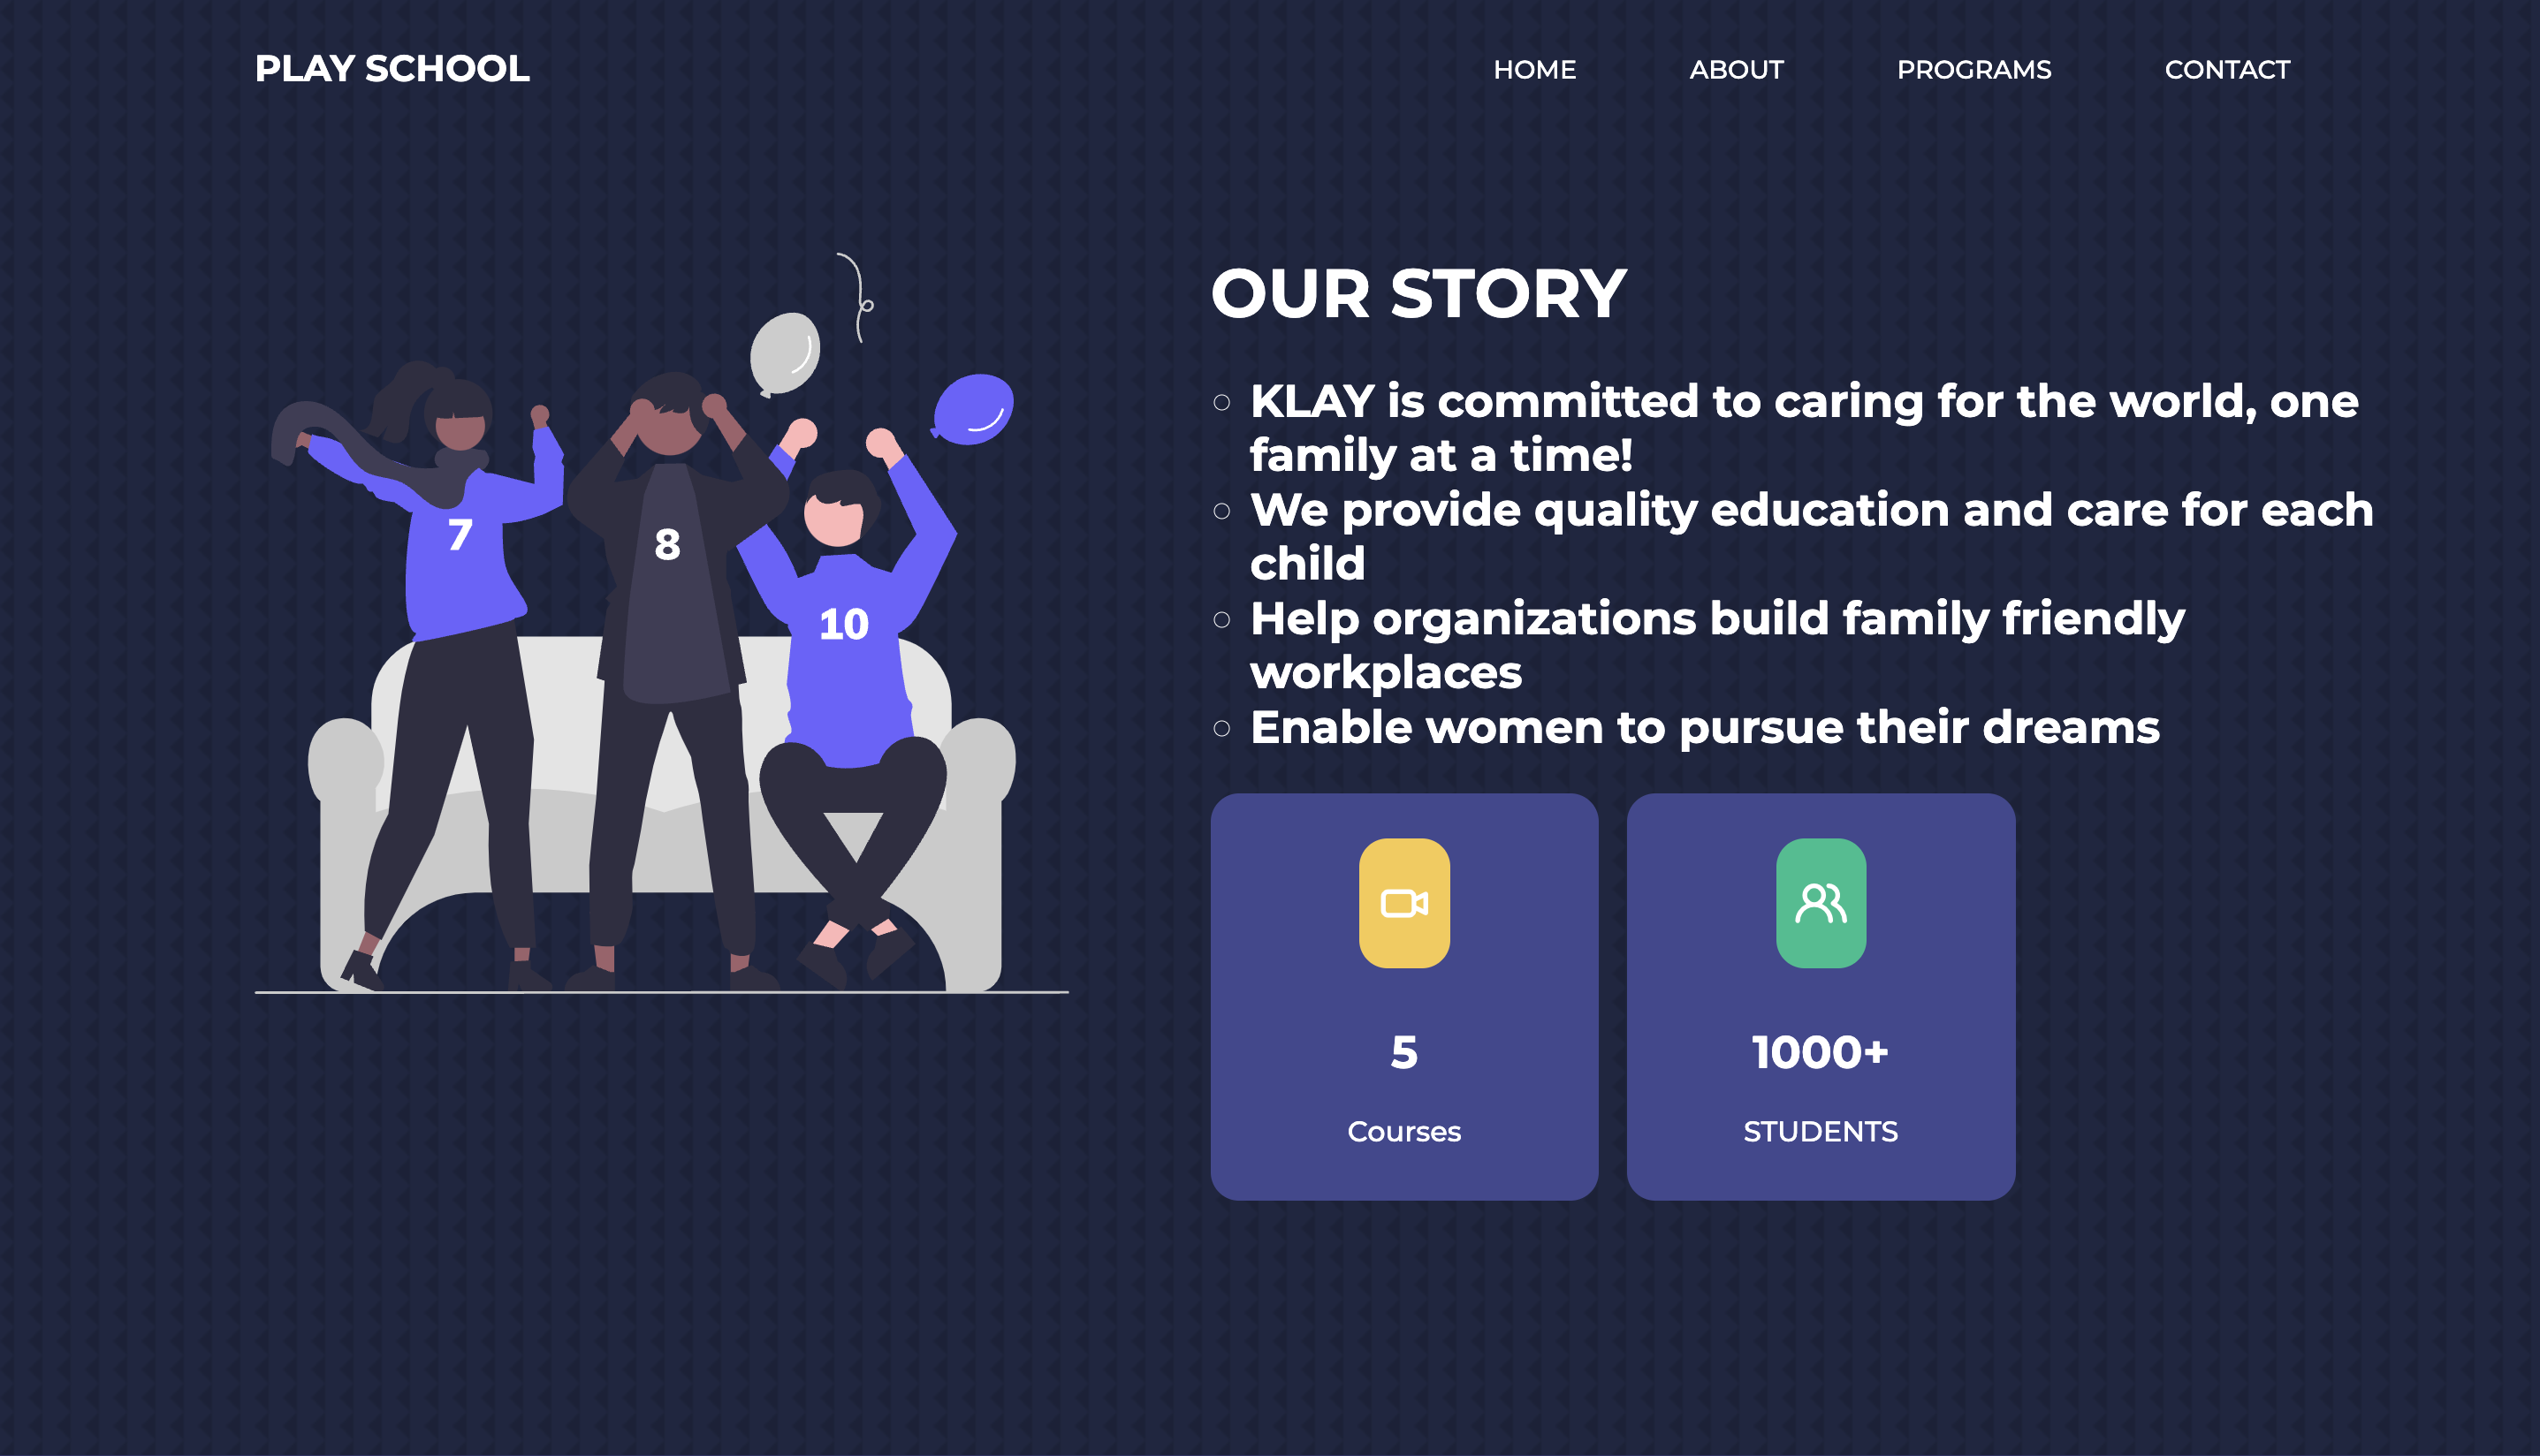 PLAY SCHOOL
HOME ABOUT PROGRAMS CONTACT
OUR STORY
KLAY is committed to caring for the world, one
family at a time!
We provide quality education and care for each
child
Help organizations build family friendly
workplaces
Enable women to pursue their dreams
7
8
10
5
Courses
1000+
STUDENTS